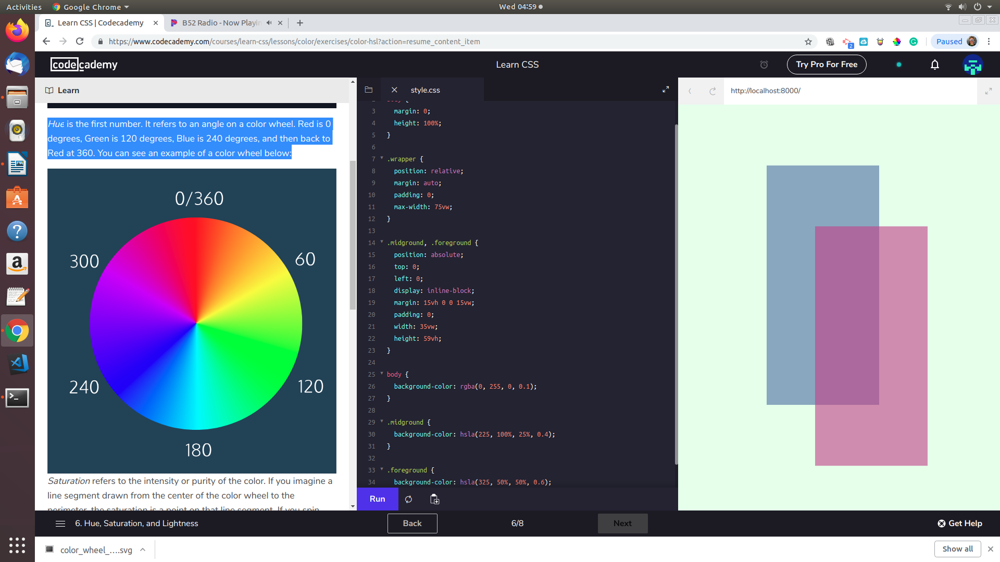 Activities
Google Chrome
Wed 04:59
Learn CSS | Codecademy
B52 Radio - Now Playin
https://www.codecademy.com/courses/learn-css/lessons/color/exercises/color-hsl?action=resume_content_item
2
Paused
code|cademy
Learn CSS
Try Pro For Free
Learn
style.css
http://localhost:8000/
Hue is the first number. It refers to an angle on a color wheel. Red is 0
degrees, Green is 120 degrees, Blue is 240 degrees, and then back to
Red at 360. You can see an example of a color wheel below:
0/360
60
120
180
240
300
Saturation refers to the intensity or purity of the color. If you imagine a
line segment drawn from the center of the color wheel to the
perimeter, the saturation is a point on that line segment. If you spin
2 body {
3 margin: 0;
4 height: 100%;
5 }
6
7 .wrapper {
8 position: relative;
9 margin: auto;
10 padding: 0;
11 max-width: 75vw;
12 }
13
14 .midground, .foreground {
15 position: absolute;
16 top: 0;
17 left: 0;
18 display: inline-block;
19 margin: 15vh 0 0 15vw;
20 padding: 0;
21 width: 35vw;
22 height: 59vh;
23 }
24
25 body {
26 background-color: rgba(0, 255, 0, 0.1);
27 }
28
29 .midground {
30 background-color: hsla(225, 100%, 25%, 0.4);
31 }
32
33 .foreground {
34 background-color: hsla(325, 50%, 50%, 0.6);
Run
6. Hue, Saturation, and Lightness
Back
6/8
Next
Get Help
color_wheel_....svg
Show all